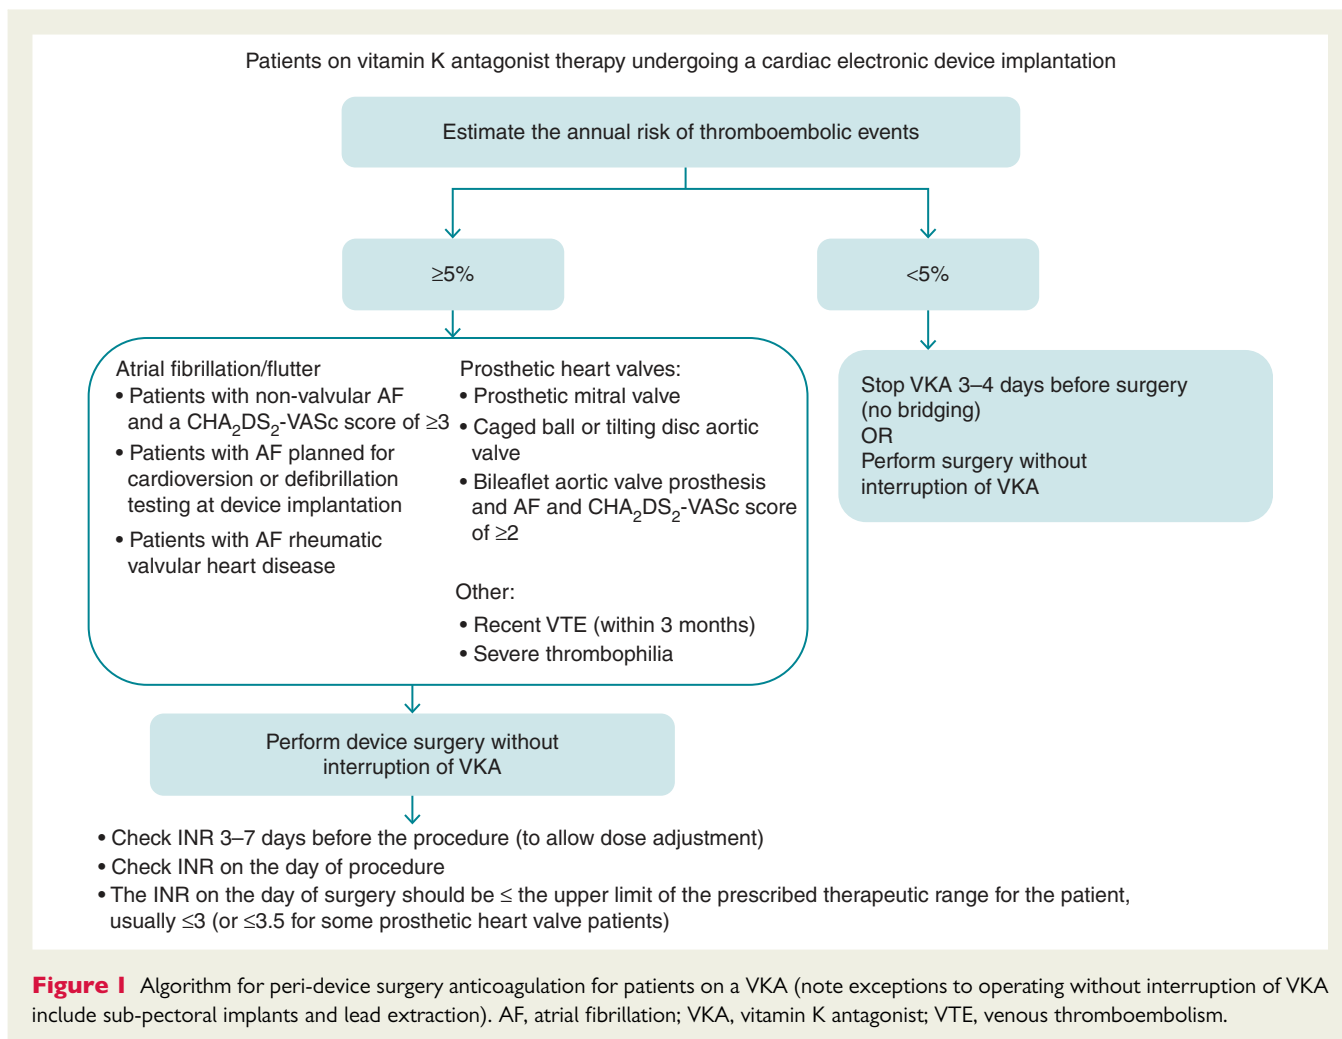 Patients on vitamin K antagonist therapy undergoing a cardiac electronic device implantation
Estimate the annual risk of thromboembolic events
≥5%
<5%
Atrial fibrillation/flutter
• Patients with non-valvular AF
and a CHA2DS2-VASc score of ≥3
• Patients with AF planned for
cardioversion or defibrillation
testing at device implantation
• Patients with AF rheumatic
valvular heart disease
Prosthetic heart valves:
• Prosthetic mitral valve
• Caged ball or tilting disc aortic
valve
• Bileaflet aortic valve prosthesis
and AF and CHA2DS2-VASc score
of ≥2
Other:
• Recent VTE (within 3 months)
• Severe thrombophilia
Stop VKA 3–4 days before surgery
(no bridging)
OR
Perform surgery without
interruption of VKA
Perform device surgery without
interruption of VKA
• Check INR 3–7 days before the procedure (to allow dose adjustment)
• Check INR on the day of procedure
• The INR on the day of surgery should be ≤ the upper limit of the prescribed therapeutic range for the patient,
usually ≤3 (or ≤3.5 for some prosthetic heart valve patients)
Figure 1 Algorithm for peri-device surgery anticoagulation for patients on a VKA (note exceptions to operating without interruption of VKA
include sub-pectoral implants and lead extraction). AF, atrial fibrillation; VKA, vitamin K antagonist; VTE, venous thromboembolism.